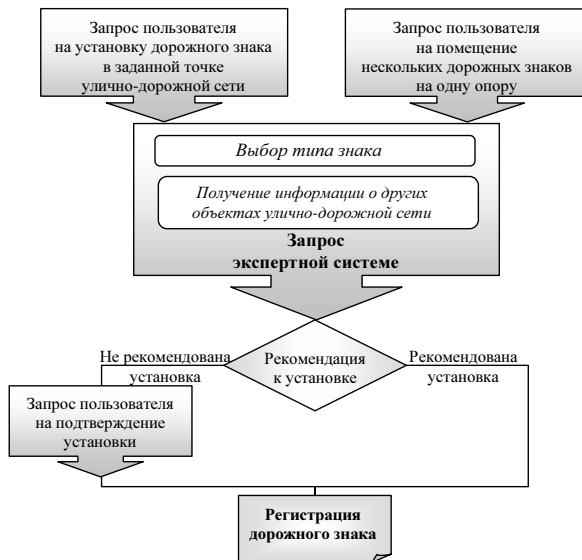 Запрос пользователя
на установку дорожного знака
в заданной точке
улично-дорожной сети
Запрос пользователя
на помещение
нескольких дорожных знаков
на одну опору
Выбор типа знака
Получение информации о других
объектах улично-дорожной сети
Запрос
экспертной системе
Не рекомендована
установка
Рекомендация
к установке
Рекомендована
установка
Запрос пользователя
на подтверждение
установки
Регистрация
дорожного знака